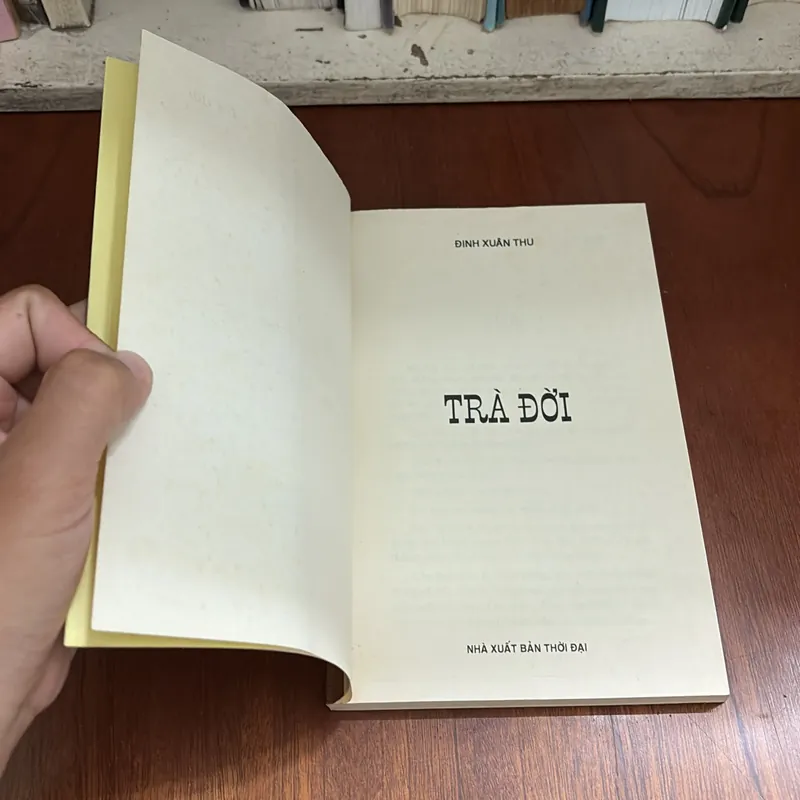 ĐINH XUÂN THU
TRÀ ĐỜI
NHÀ XUẤT BẢN THỜI ĐẠI